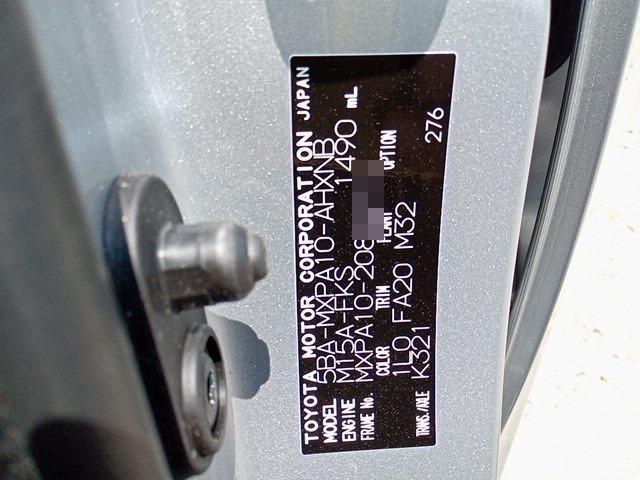 TOYOTA MOTOR CORPORATION JAPAN
MODEL 5BA-MXPA10-AHXNB
ENGINE M15A-FKS 1490 mL
FRAME No. MXPA10-208
COLOR TRIM PLANT OPTION
1L0 FA20 M32
TRANS./AXLE K321 276